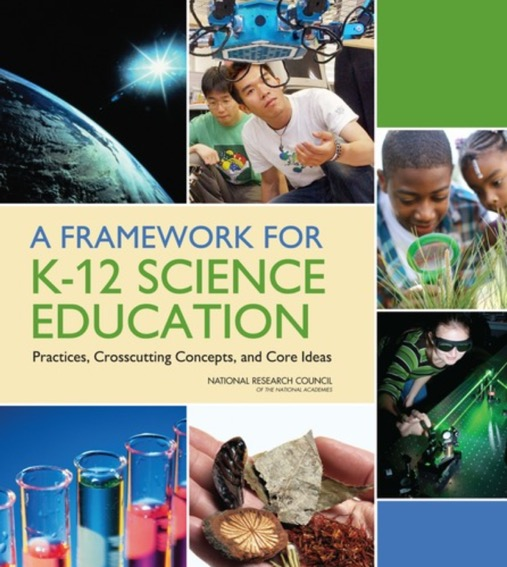 A FRAMEWORK FOR
K-12 SCIENCE
EDUCATION
Practices, Crosscutting Concepts, and Core Ideas
NATIONAL RESEARCH COUNCIL
OF THE NATIONAL ACADEMIES